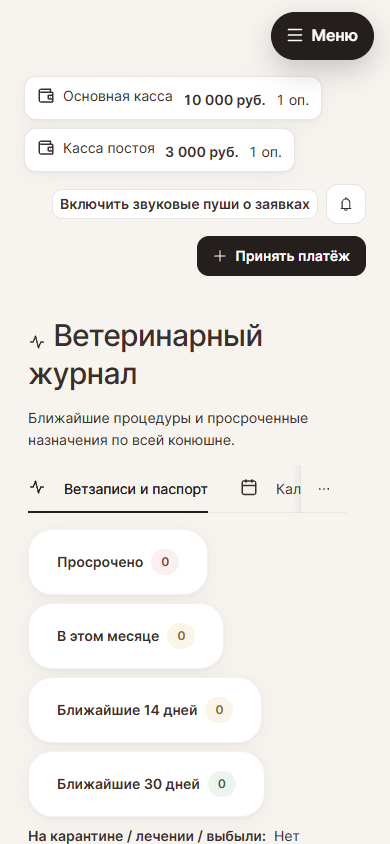 Меню
Основная касса 10 000 руб. 1 оп.
Касса постоя 3 000 руб. 1 оп.
Включить звуковые пуши о заявках
Принять платёж
Ветеринарный
журнал
Ближайшие процедуры и просроченные
назначения по всей конюшне.
Ветзаписи и паспорт Кал ...
Просрочено 0
В этом месяце 0
Ближайшие 14 дней 0
Ближайшие 30 дней 0
На карантине / лечении / выбыли: Нет